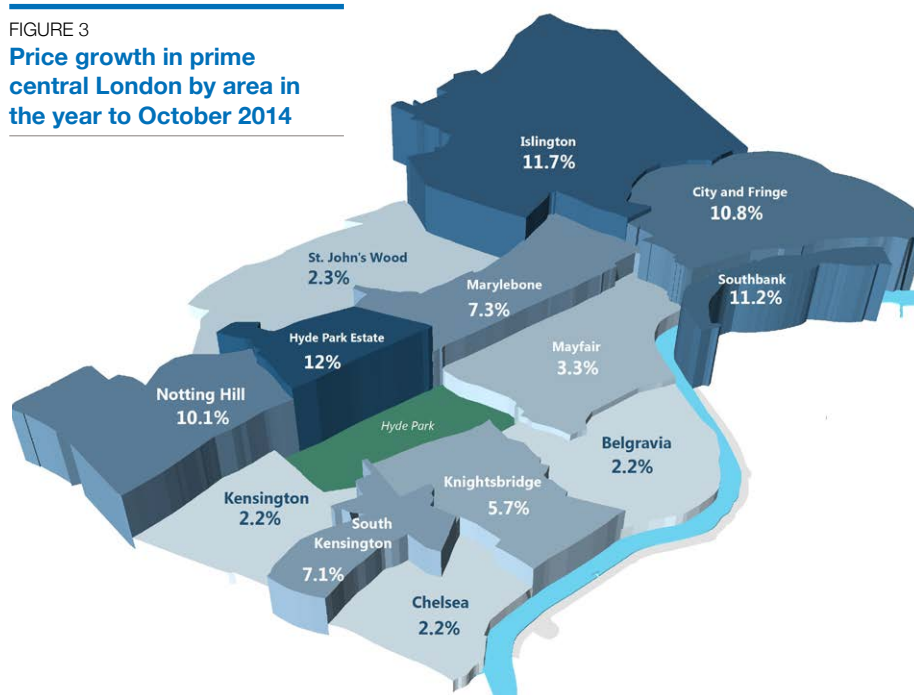 FIGURE 3
Price growth in prime
central London by area in
the year to October 2014
Islington
11.7%
City and Fringe
10.8%
St. John's Wood
2.3%
Marylebone
7.3%
Southbank
11.2%
Hyde Park Estate
12%
Mayfair
3.3%
Notting Hill
10.1%
Hyde Park
Belgravia
2.2%
Knightsbridge
5.7%
Kensington
2.2%
South
Kensington
7.1%
Chelsea
2.2%